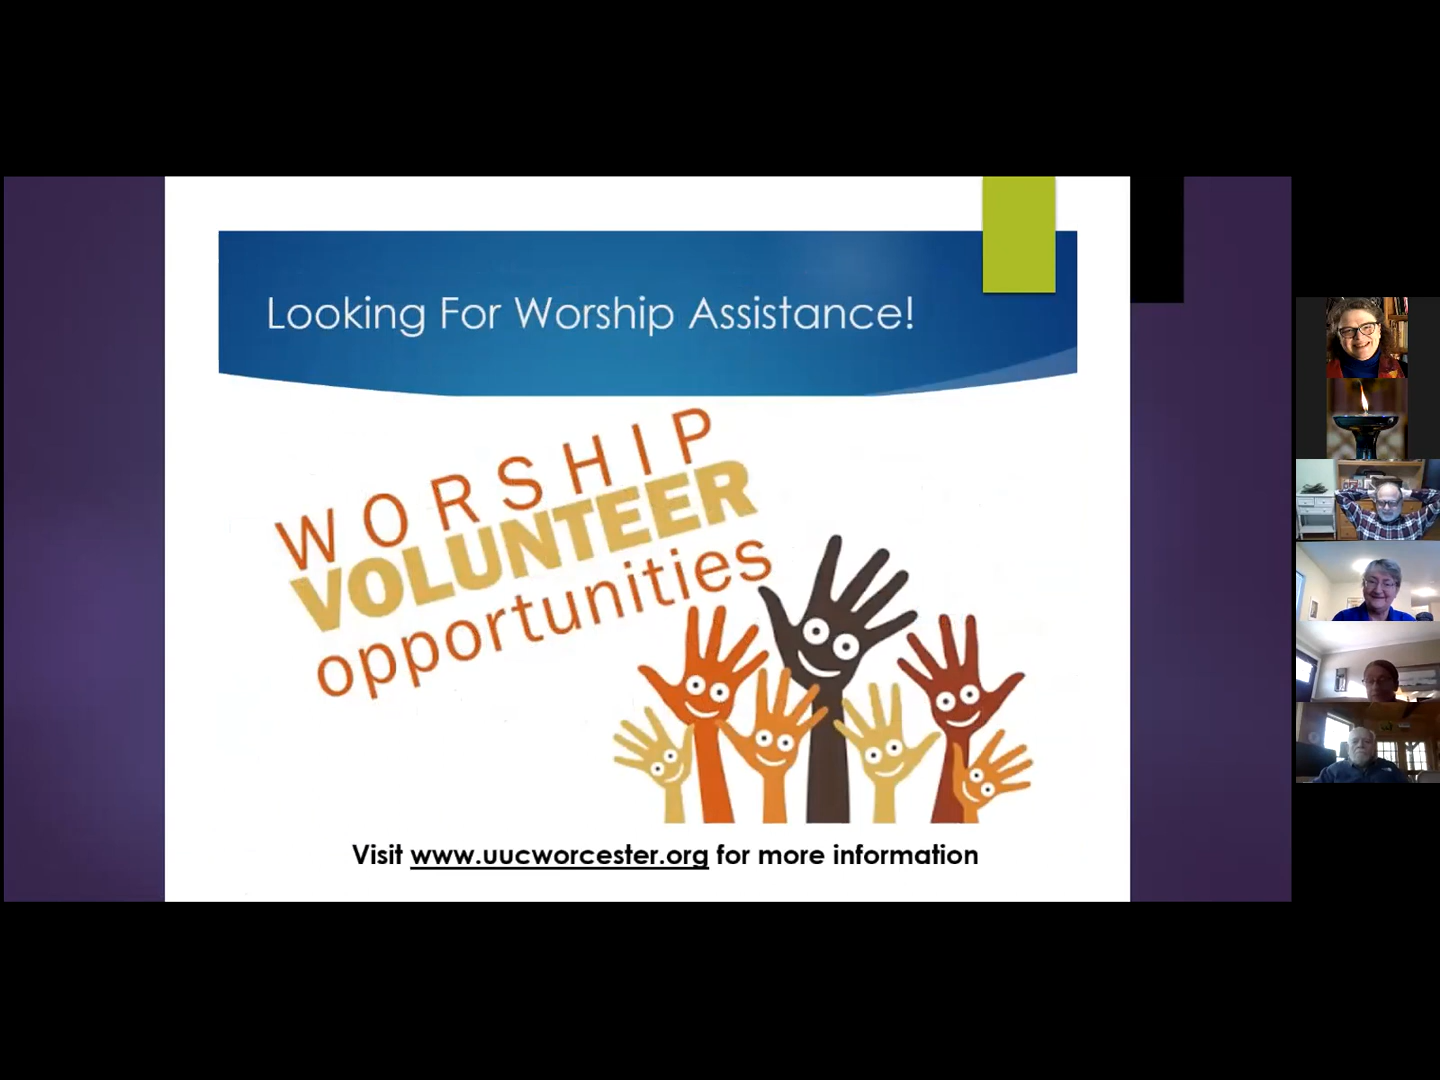 Looking For Worship Assistance!
WORSHIP
VOLUNTEER
opportunities
Visit www.uucworcester.org for more information